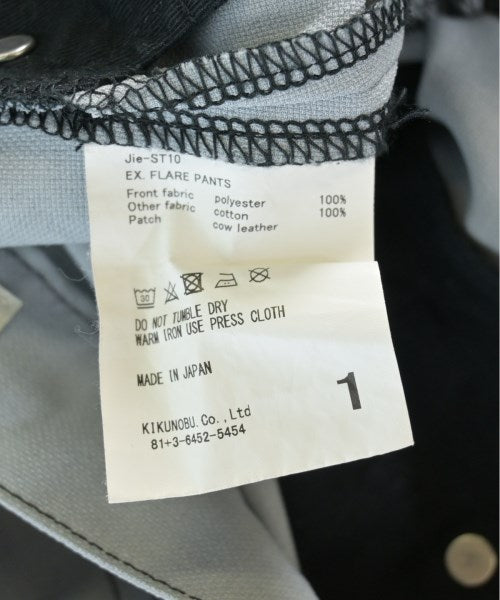 Jie-ST10
EX. FLARE PANTS
Front fabric polyester 100%
Other fabric cotton 100%
Patch cow leather
30
DO NOT TUMBLE DRY
WARM IRON USE PRESS CLOTH
MADE IN JAPAN
1
KIKUNOBU.Co.,Ltd
81+3-6452-5454